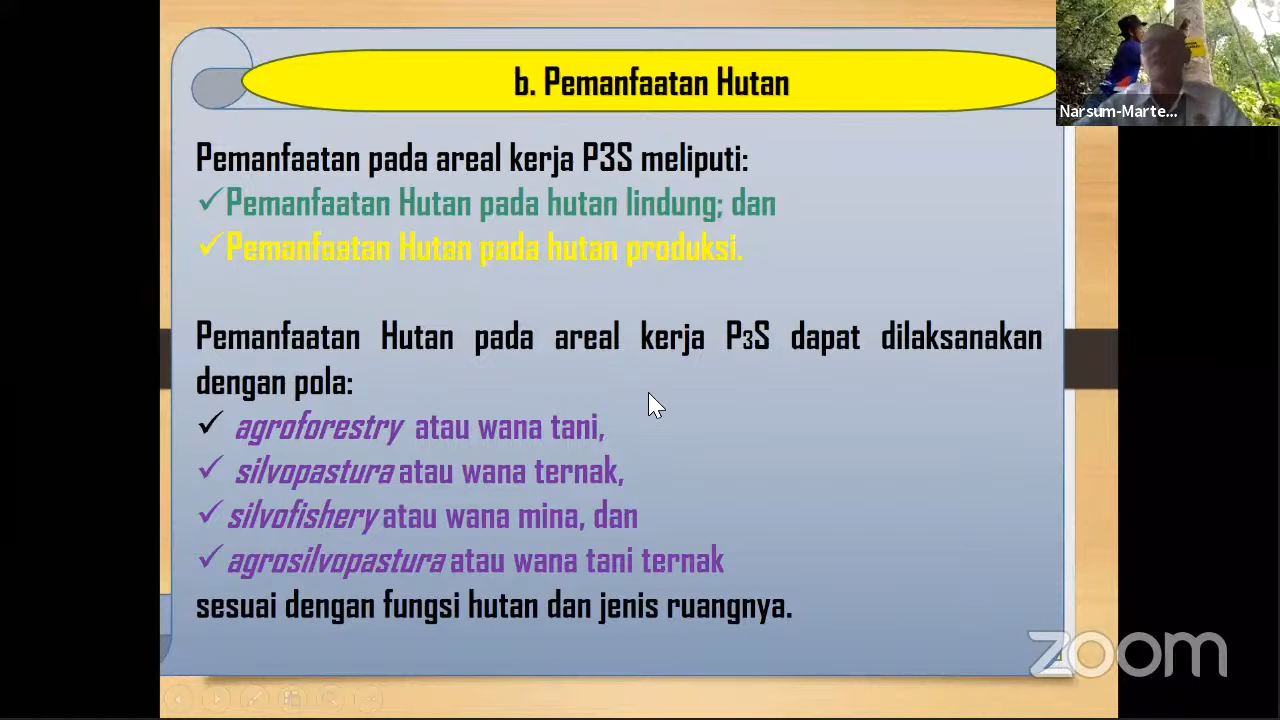 b. Pemanfaatan Hutan
Narsum-Marte...
Pemanfaatan pada areal kerja P3S meliputi:
✓Pemanfaatan Hutan pada hutan lindung; dan
✓Pemanfaatan Hutan pada hutan produksi.
Pemanfaatan Hutan pada areal kerja P3S dapat dilaksanakan
dengan pola:
✓ agroforestry atau wana tani,
✓ silvopastura atau wana ternak,
✓ silvofishery atau wana mina, dan
✓ agrosilvopastura atau wana tani ternak
sesuai dengan fungsi hutan dan jenis ruangnya.
zoom